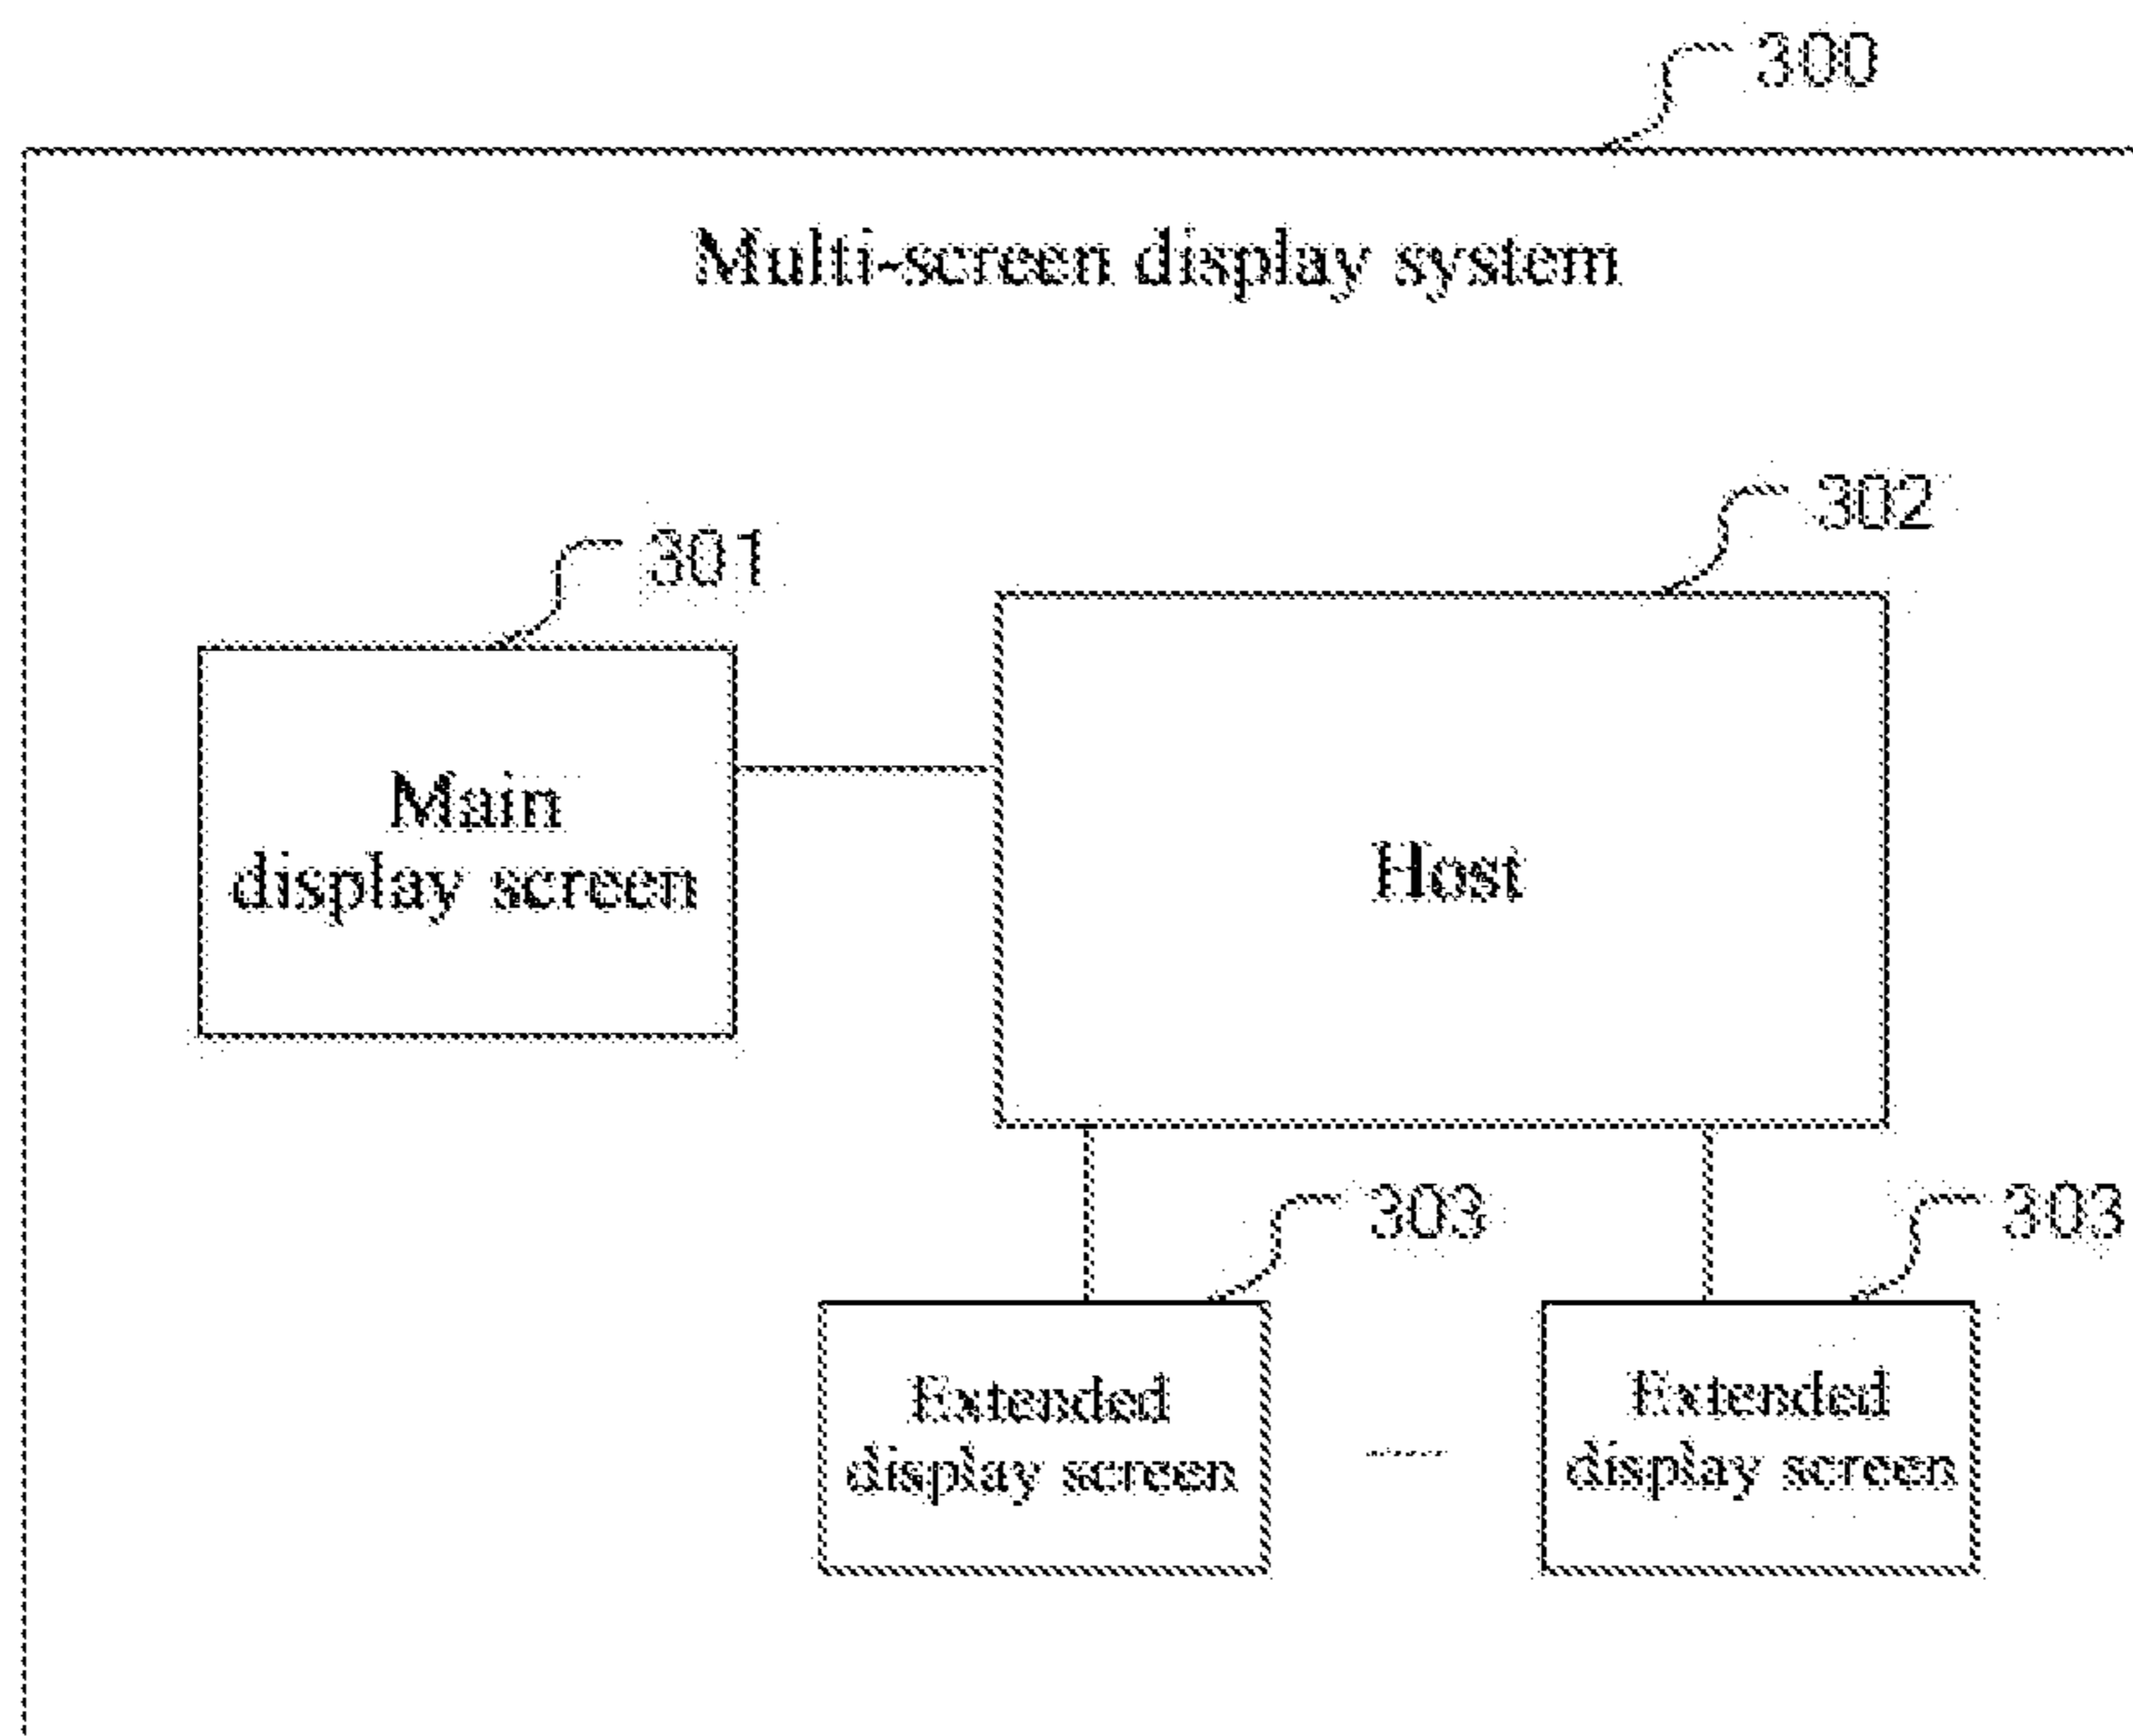 300
Multi-screen display system
302
301
Main
display screen
Host
303
303
Extended
display screen
Extended
display screen